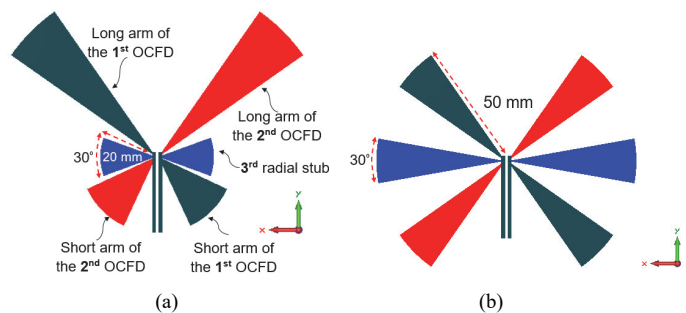 Long arm of
the 1st OCFD
Long arm of
the 2nd OCFD
30°
20 mm
3rd radial stub
Short arm of
the 2nd OCFD
Short arm of
the 1st OCFD
Y
X
(a)
50 mm
30°
y
x
(b)